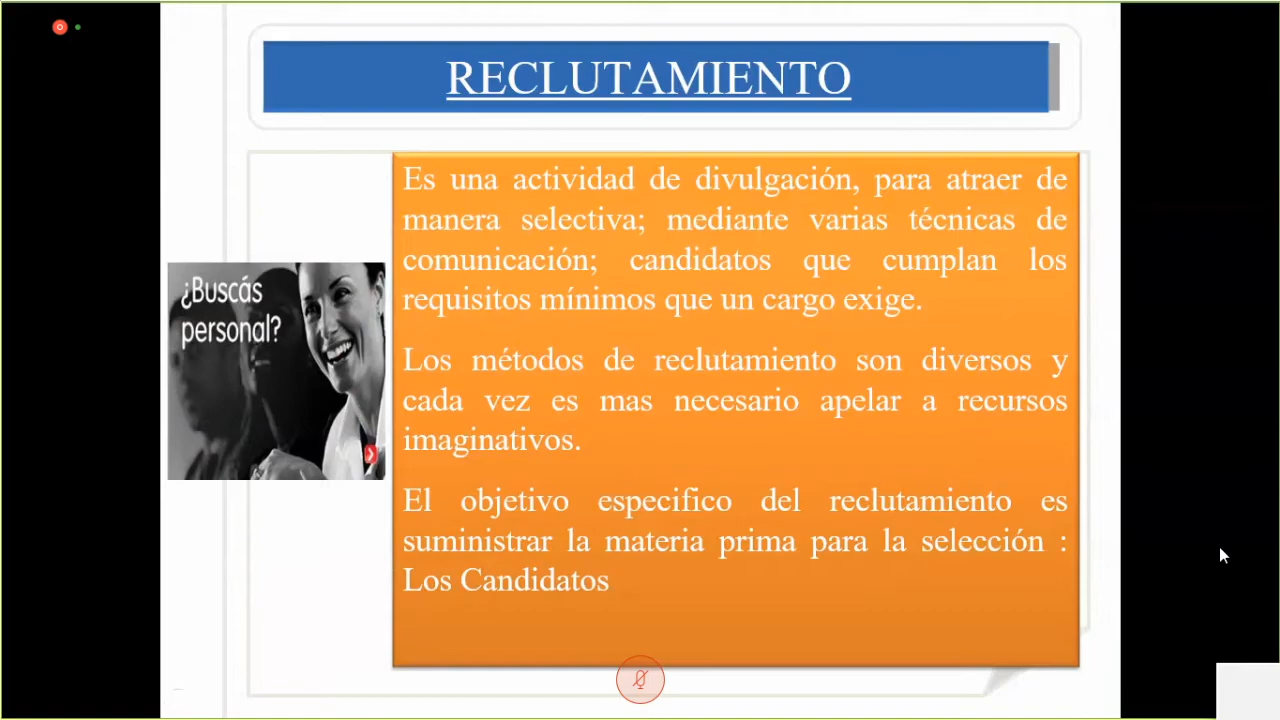 RECLUTAMIENTO
Es una actividad de divulgación, para atraer de
manera selectiva; mediante varias técnicas de
comunicación; candidatos que cumplan los
requisitos mínimos que un cargo exige.
Los métodos de reclutamiento son diversos y
cada vez es mas necesario apelar a recursos
imaginativos.
El objetivo especifico del reclutamiento es
suministrar la materia prima para la selección :
Los Candidatos
¿Buscás
personal?